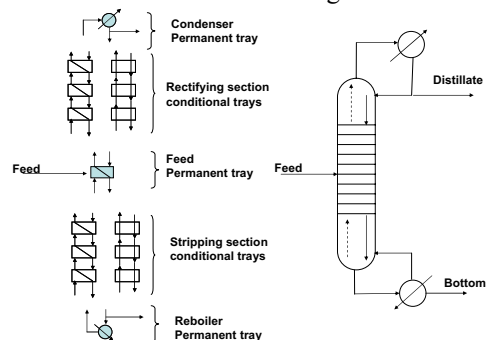 Condenser
Permanent tray
Rectifying section
conditional trays
Feed
Feed
Permanent tray
Stripping section
conditional trays
Reboiler
Permanent tray
Distillate
Feed
Bottom